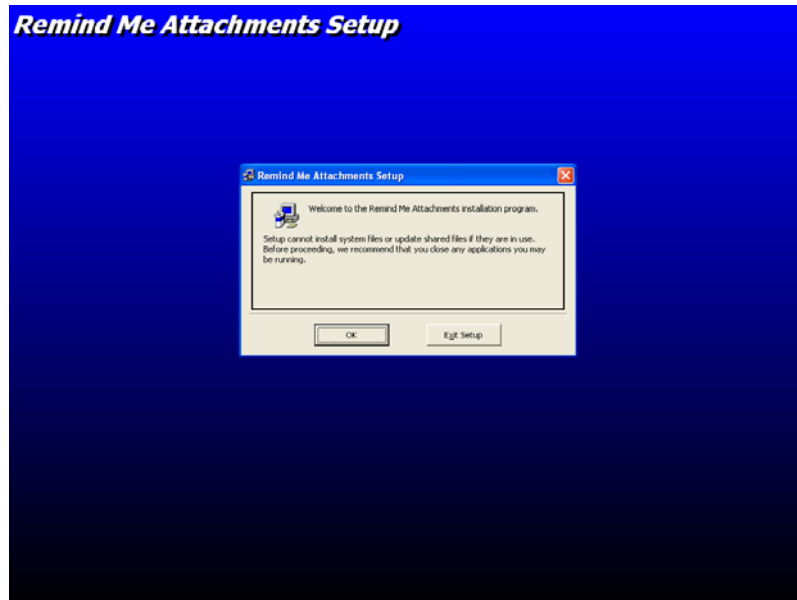 Remind Me Attachments Setup
Remind Me Attachments Setup
Welcome to the Remind Me Attachments installation program.
Setup cannot install system files or update shared files if they are in use.
Before proceeding, we recommend that you close any applications you may
be running.
OK
Exit Setup